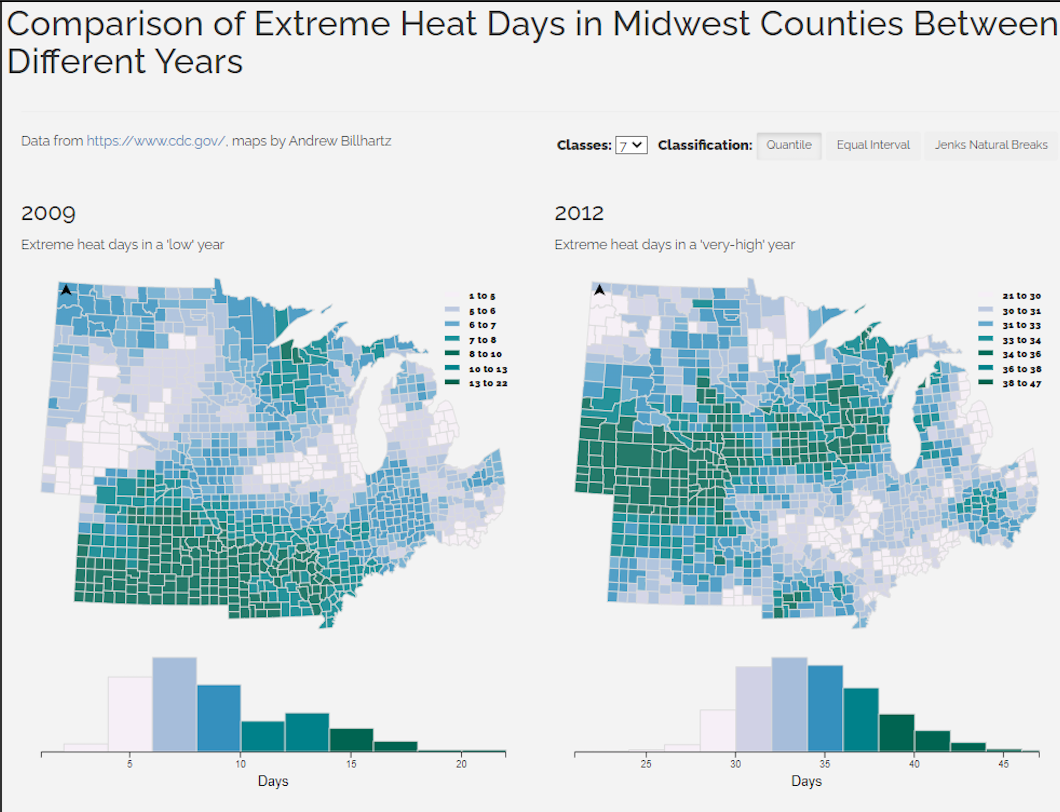 Comparison of Extreme Heat Days in Midwest Counties Between
Different Years
Data from https://www.cdc.gov/, maps by Andrew Billhartz
Classes: 7 Classification: Quantile Equal Interval Jenks Natural Breaks
2009
Extreme heat days in a 'low' year
1 to 5
5 to 6
6 to 7
7 to 8
8 to 10
10 to 13
13 to 22
5 10 15 20
Days
2012
Extreme heat days in a 'very-high' year
21 to 30
30 to 31
31 to 33
33 to 34
34 to 36
36 to 38
38 to 47
25 30 35 40 45
Days